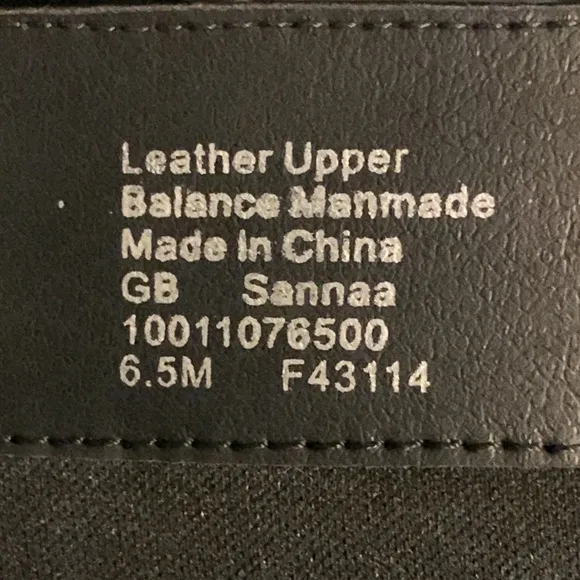 Leather Upper
Balance Manmade
Made In China
GB Sannaa
10011076500
6.5M F43114